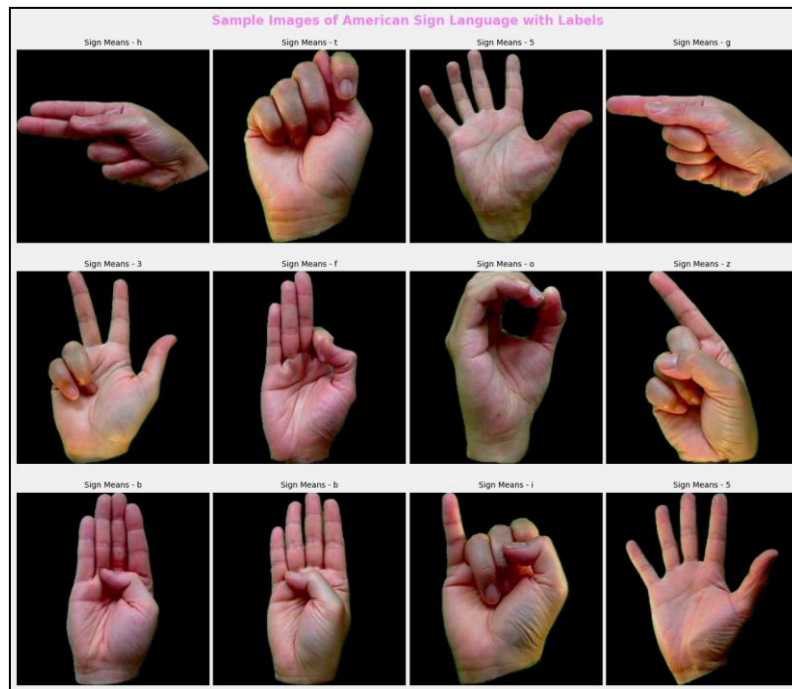 Sample Images of American Sign Language with Labels
Sign Means - h
Sign Means - t
Sign Means - 5
Sign Means - g
Sign Means - 3
Sign Means - f
Sign Means - o
Sign Means - z
Sign Means - b
Sign Means - b
Sign Means - i
Sign Means - 5